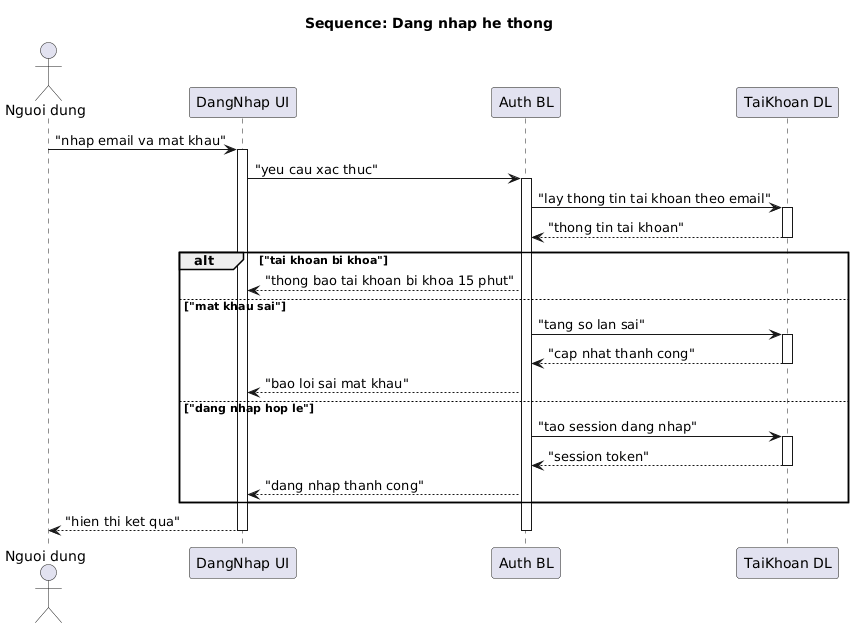 Sequence: Dang nhap he thong
Nguoi dung
DangNhap UI
Auth BL
TaiKhoan DL
"nhap email va mat khau"
"yeu cau xac thuc"
"lay thong tin tai khoan theo email"
"thong tin tai khoan"
alt
["tai khoan bi khoa"]
"thong bao tai khoan bi khoa 15 phut"
["mat khau sai"]
"tang so lan sai"
"cap nhat thanh cong"
"bao loi sai mat khau"
["dang nhap hop le"]
"tao session dang nhap"
"session token"
"dang nhap thanh cong"
"hien thi ket qua"
Nguoi dung
DangNhap UI
Auth BL
TaiKhoan DL